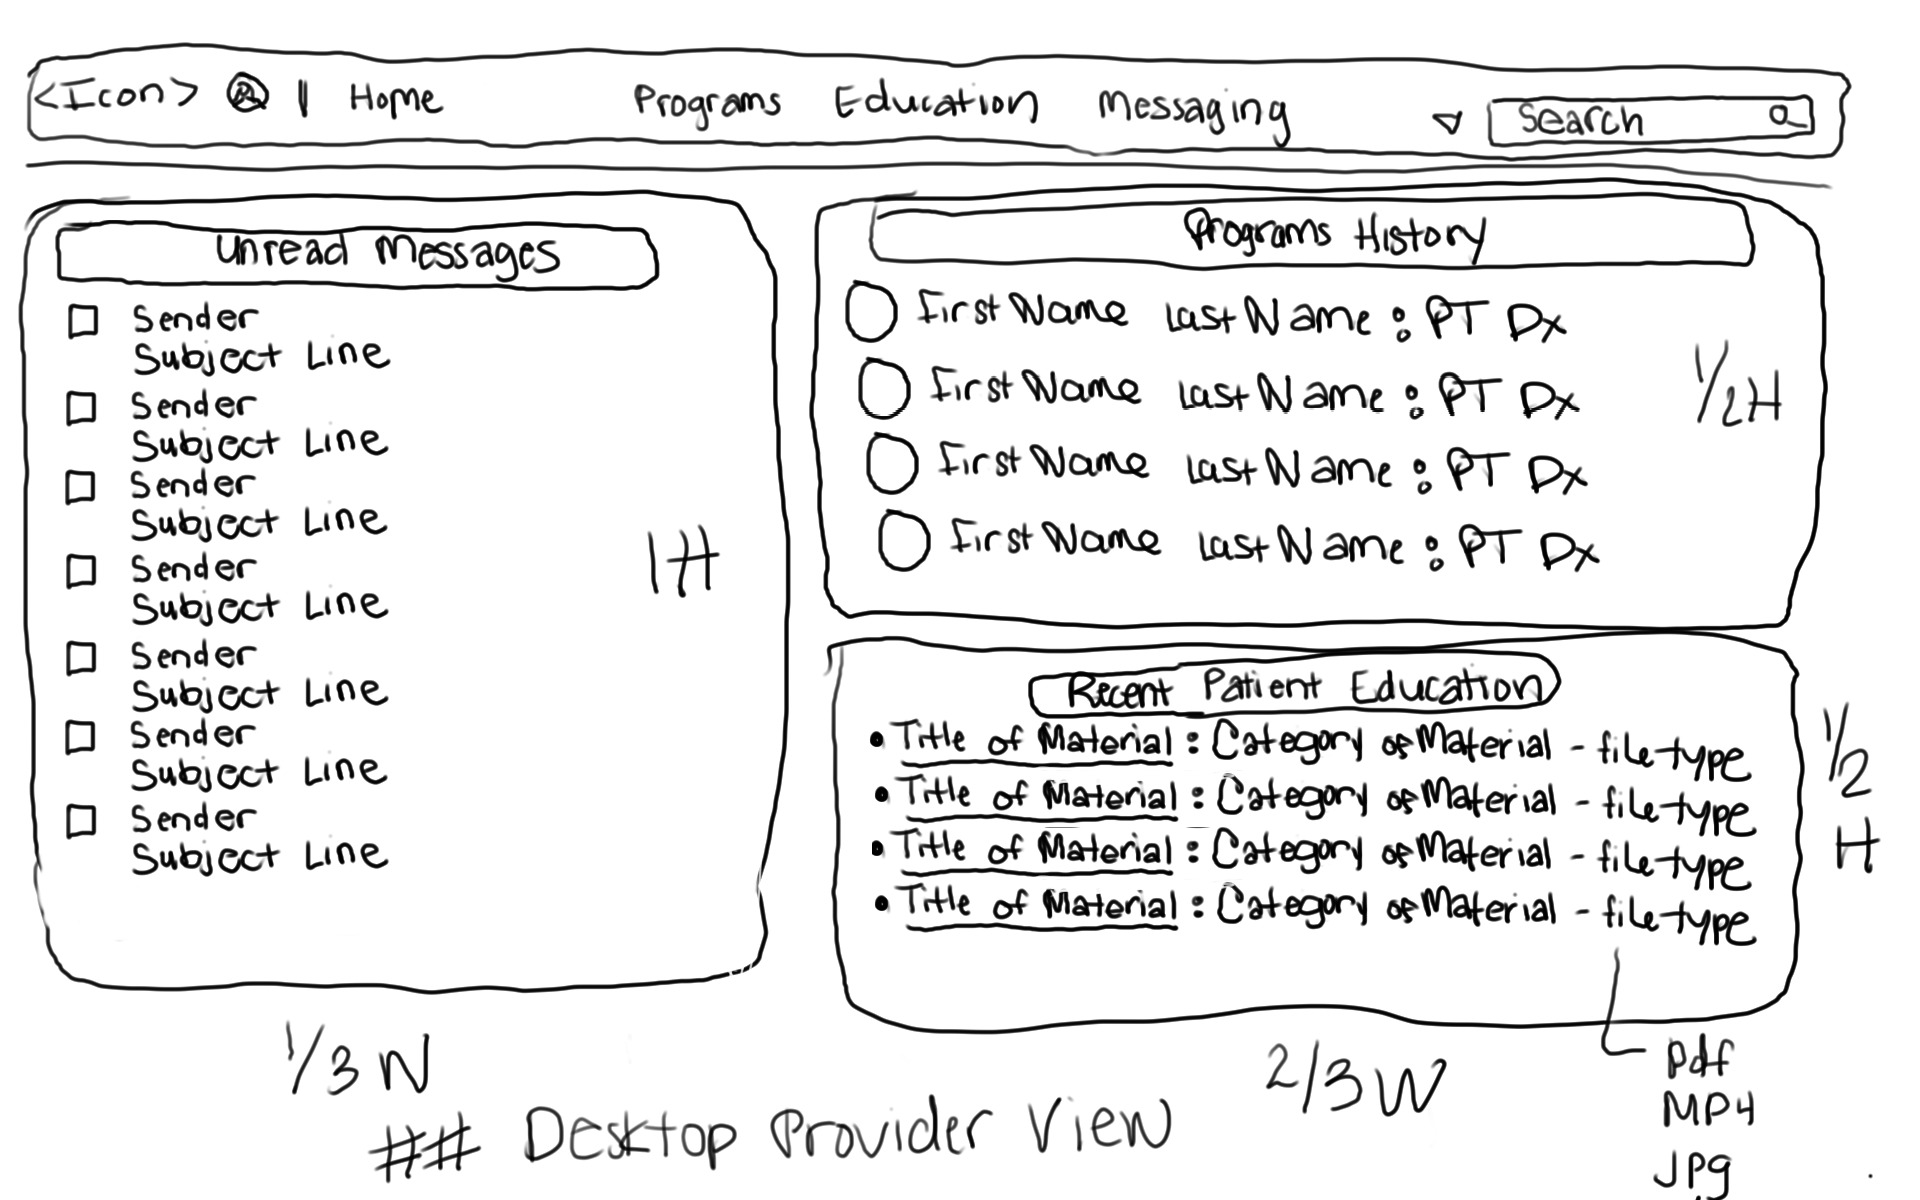 <Icon> | Home Programs Education Messaging Search
Unread Messages
Sender
Subject Line
Sender
Subject Line
Sender
Subject Line
Sender
Subject Line
Sender
Subject Line
Sender
Subject Line
Sender
Subject Line
1H
1/3 W
Programs History
First Name Last Name : PT Dx
First Name Last Name : PT Dx
First Name Last Name : PT Dx
First Name Last Name : PT Dx
1/2 H
Recent Patient Education
• Title of Material : Category of Material - file type
• Title of Material : Category of Material - file type
• Title of Material : Category of Material - file type
• Title of Material : Category of Material - file type
1/2
H
2/3 W
pdf
MP4
Jpg
## Desktop Provider View